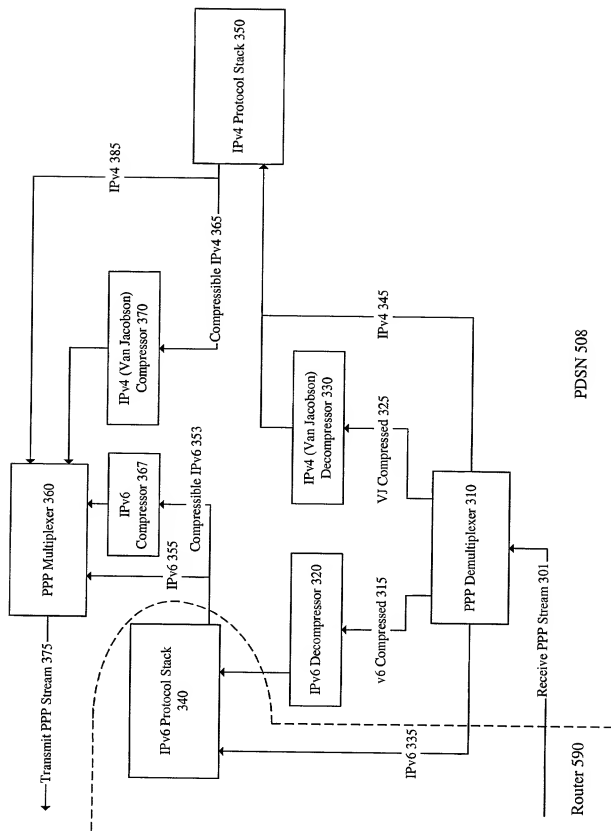 Transmit PPP Stream 375
PPP Multiplexer 360
IPv4 385
IPv6
Compressor 367
IPv4 (Van Jacobson)
Compressor 370
IPv6 355
Compressible IPv6 353
Compressible IPv4 365
IPv6 Protocol Stack
340
IPv4 Protocol Stack 350
IPv6 Decompressor 320
IPv4 (Van Jacobson)
Decompressor 330
v6 Compressed 315
VJ Compressed 325
IPv4 345
IPv6 335
PPP Demultiplexer 310
Receive PPP Stream 301
Router 590
PDSN 508